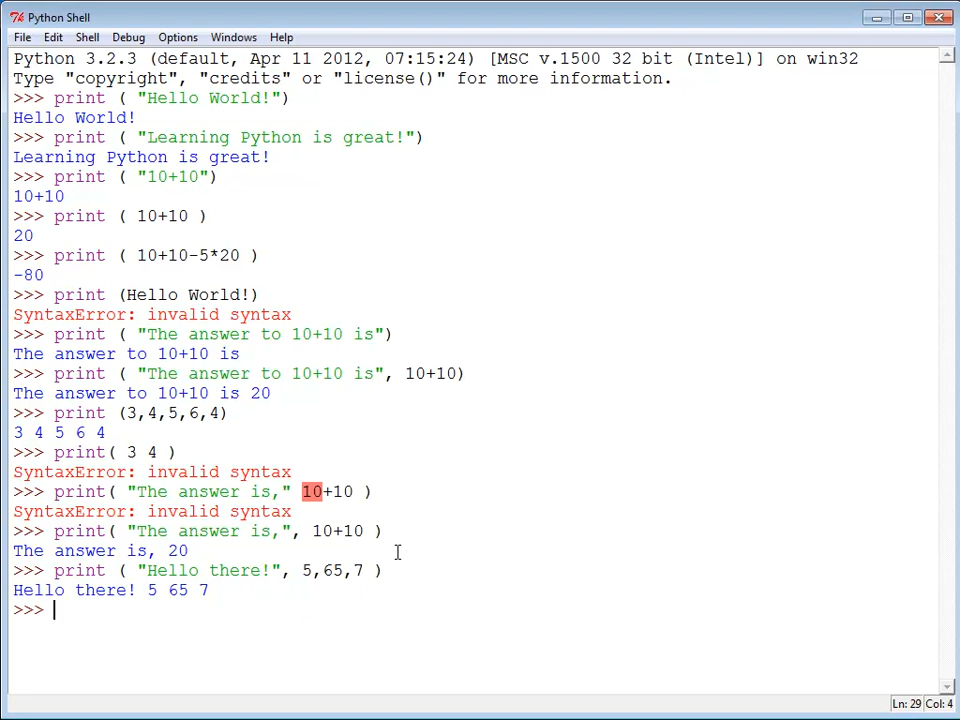 Python Shell
File Edit Shell Debug Options Windows Help
Python 3.2.3 (default, Apr 11 2012, 07:15:24) [MSC v.1500 32 bit (Intel)] on win32
Type "copyright", "credits" or "license()" for more information.
>>> print ( "Hello World!")
Hello World!
>>> print ( "Learning Python is great!")
Learning Python is great!
>>> print ( "10+10")
10+10
>>> print ( 10+10 )
20
>>> print ( 10+10-5*20 )
-80
>>> print (Hello World!)
SyntaxError: invalid syntax
>>> print ( "The answer to 10+10 is")
The answer to 10+10 is
>>> print ( "The answer to 10+10 is", 10+10)
The answer to 10+10 is 20
>>> print (3,4,5,6,4)
3 4 5 6 4
>>> print( 3 4 )
SyntaxError: invalid syntax
>>> print( "The answer is," 10+10 )
SyntaxError: invalid syntax
>>> print( "The answer is,", 10+10 )
The answer is, 20
>>> print ( "Hello there!", 5,65,7 )
Hello there! 5 65 7
>>>
Ln: 29 Col: 4